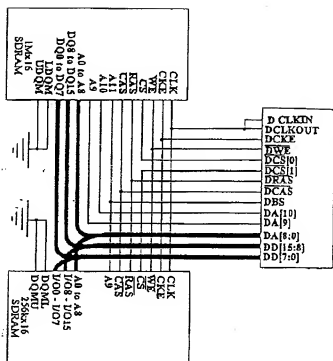 1Mx16
SDRAM
UDQM
LDQM
DQ0 to DQ7
DQ8 to DQ15
A0 to A8
A9
A10
A11
CAS
RAS
CS
WE
CKE
CLK
D CLKIN
DCLKOUT
DCKE
DWE
DCS[0]
DCS[1]
DRAS
DCAS
DBS
DA[10]
DA[9]
DA[8:0]
DD[15:8]
DD[7:0]
256kx16
SDRAM
DQMU
DQML
I/O0 - I/O7
I/O8 - I/O15
A0 to A8
A9
CAS
RAS
CS
WE
CKE
CLK